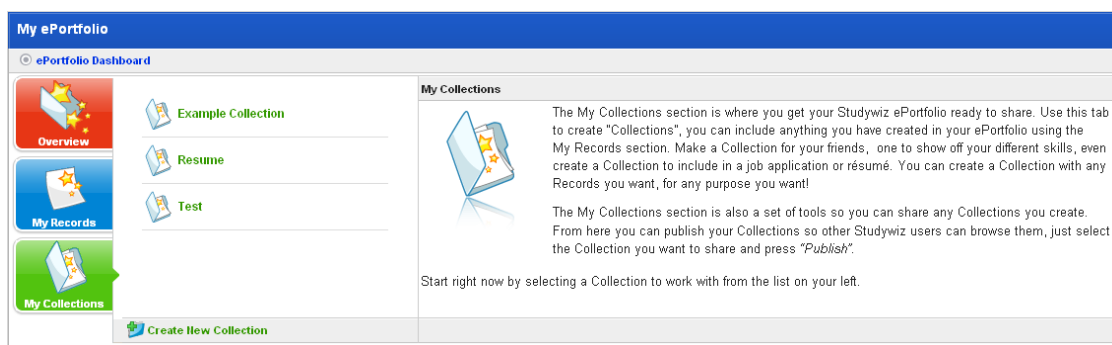 My ePortfolio
ePortfolio Dashboard
Overview
My Records
My Collections
Example Collection
Resume
Test
Create New Collection
My Collections
The My Collections section is where you get your Studywiz ePortfolio ready to share. Use this tab
to create "Collections", you can include anything you have created in your ePortfolio using the
My Records section. Make a Collection for your friends, one to show off your different skills, even
create a Collection to include in a job application or résumé. You can create a Collection with any
Records you want, for any purpose you want!
The My Collections section is also a set of tools so you can share any Collections you create.
From here you can publish your Collections so other Studywiz users can browse them, just select
the Collection you want to share and press "Publish".
Start right now by selecting a Collection to work with from the list on your left.